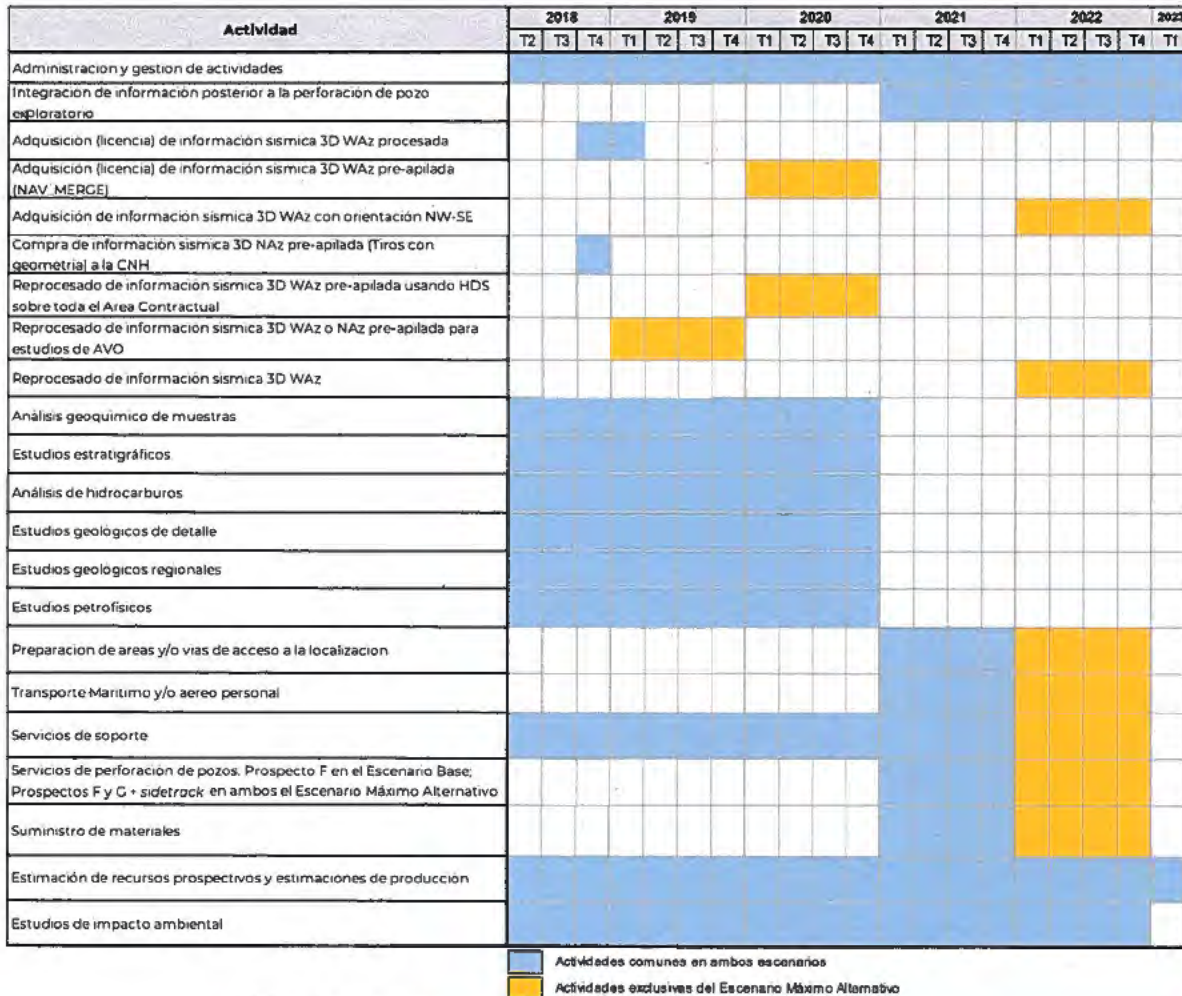 Actividad
2018 2019 2020 2021 2022 2023
T2 T3 T4 T1 T2 T3 T4 T1 T2 T3 T4 T1 T2 T3 T4 T1 T2 T3 T4 T1
Administracion y gestion de actividades
Integración de información posterior a la perforación de pozo
exploratorio
Adquisición (licencia) de información sísmica 3D WAz procesada
Adquisición (licencia) de información sísmica 3D WAz pre-apilada
(NAV_MERGE)
Adquisición de información sísmica 3D WAz con orientación NW-SE
Compra de información sísmica 3D NAz pre-apilada (Tiros con
geometría) a la CNH
Reprocesado de información sísmica 3D WAz pre-apilada usando HDS
sobre toda el Area Contractual
Reprocesado de información sísmica 3D WAz o NAz pre-apilada para
estudios de AVO
Reprocesado de información sísmica 3D WAz
Análisis geoquímico de muestras
Estudios estratigráficos
Análisis de hidrocarburos
Estudios geológicos de detalle
Estudios geológicos regionales
Estudios petrofísicos
Preparacion de areas y/o vias de acceso a la localizacion
Transporte Maritimo y/o aereo personal
Servicios de soporte
Servicios de perforación de pozos. Prospecto F en el Escenario Base;
Prospectos F y G + sidetrack en ambos el Escenario Máximo Alternativo
Suministro de materiales
Estimación de recursos prospectivos y estimaciones de producción
Estudios de impacto ambiental
Actividades comunes en ambos escenarios
Actividades exclusivas del Escenario Máximo Alternativo